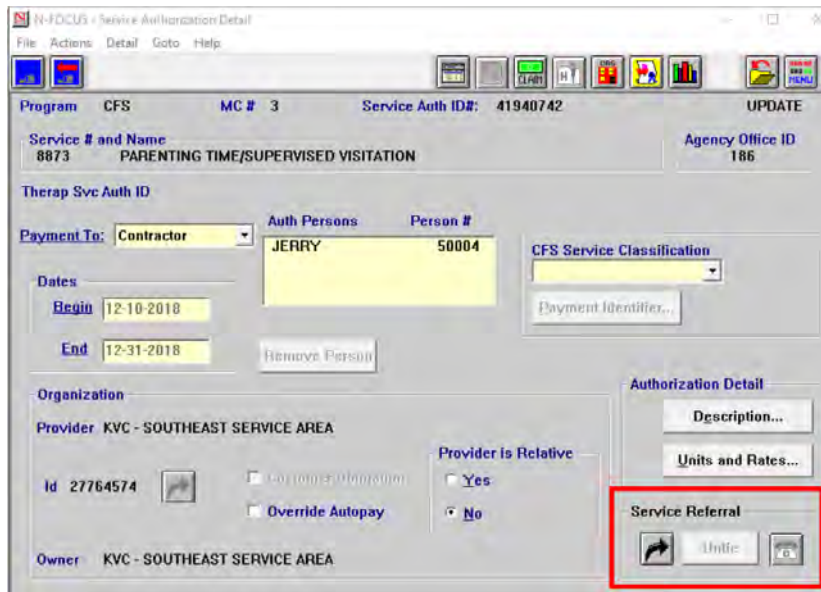 N-FOCUS - Service Authorization Detail
File Actions Detail Goto Help
CLAIM H ORG MENU
Program CFS MC # 3 Service Auth ID#: 41940742 UPDATE
Service # and Name Agency Office ID
8873 PARENTING TIME/SUPERVISED VISITATION 186
Therap Svc Auth ID
Auth Persons Person #
Payment To: Contractor
JERRY 50004
CFS Service Classification
Dates
Begin 12-10-2018
Payment Identifier...
End 12-31-2018
Remove Person
Organization
Authorization Detail
Provider KVC - SOUTHEAST SERVICE AREA
Description...
Provider is Relative
Units and Rates...
Id 27764574
Yes
Override Autopay
No
Service Referral
Untie
Owner KVC - SOUTHEAST SERVICE AREA